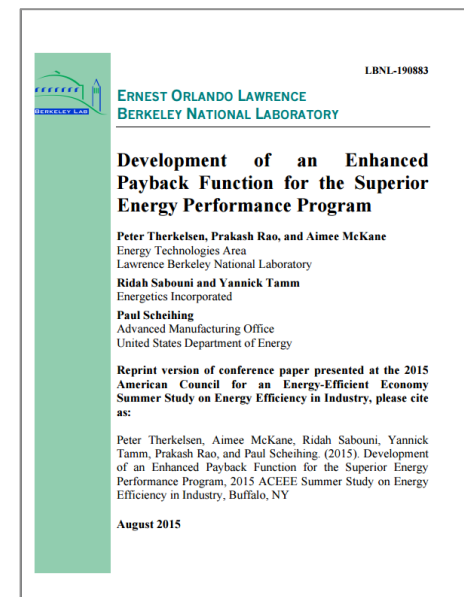 LBNL-190883
BERKELEY LAB
ERNEST ORLANDO LAWRENCE
BERKELEY NATIONAL LABORATORY
Development of an Enhanced
Payback Function for the Superior
Energy Performance Program
Peter Therkelsen, Prakash Rao, and Aimee McKane
Energy Technologies Area
Lawrence Berkeley National Laboratory
Ridah Sabouni and Yannick Tamm
Energetics Incorporated
Paul Scheihing
Advanced Manufacturing Office
United States Department of Energy
Reprint version of conference paper presented at the 2015
American Council for an Energy-Efficient Economy
Summer Study on Energy Efficiency in Industry, please cite
as:
Peter Therkelsen, Aimee McKane, Ridah Sabouni, Yannick
Tamm, Prakash Rao, and Paul Scheihing. (2015). Development
of an Enhanced Payback Function for the Superior Energy
Performance Program, 2015 ACEEE Summer Study on Energy
Efficiency in Industry, Buffalo, NY
August 2015